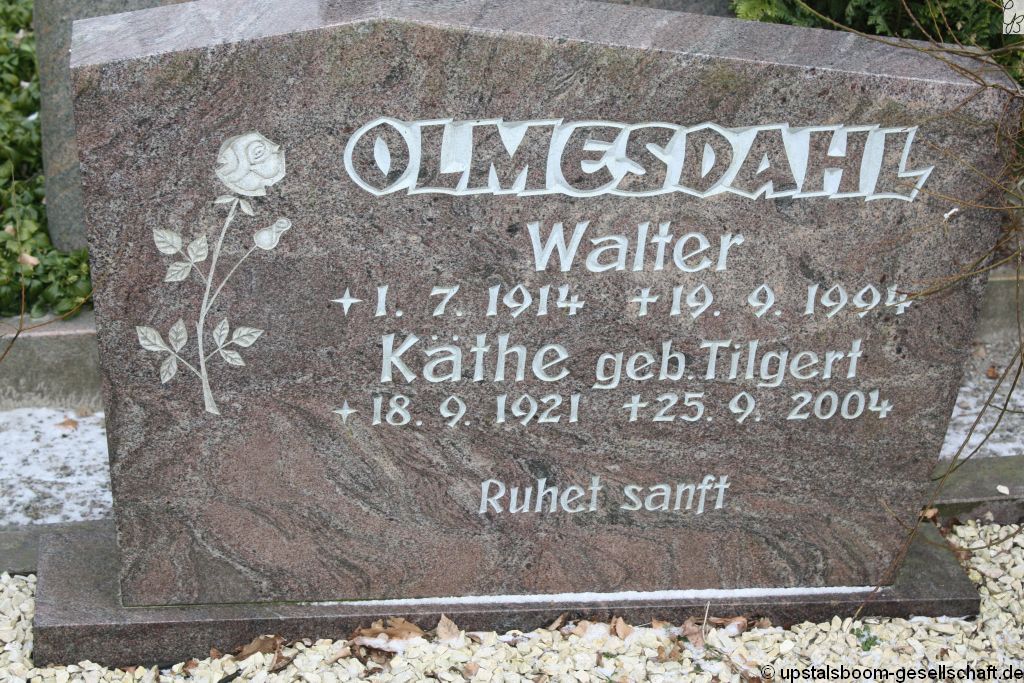 OLMESDAHL
Walter
✦ 1. 7. 1914 + 19. 9. 1994
Käthe geb. Tilgert
✦ 18. 9. 1921 + 25. 9. 2004
Ruhet sanft
© upstalsboom-gesellschaft.de